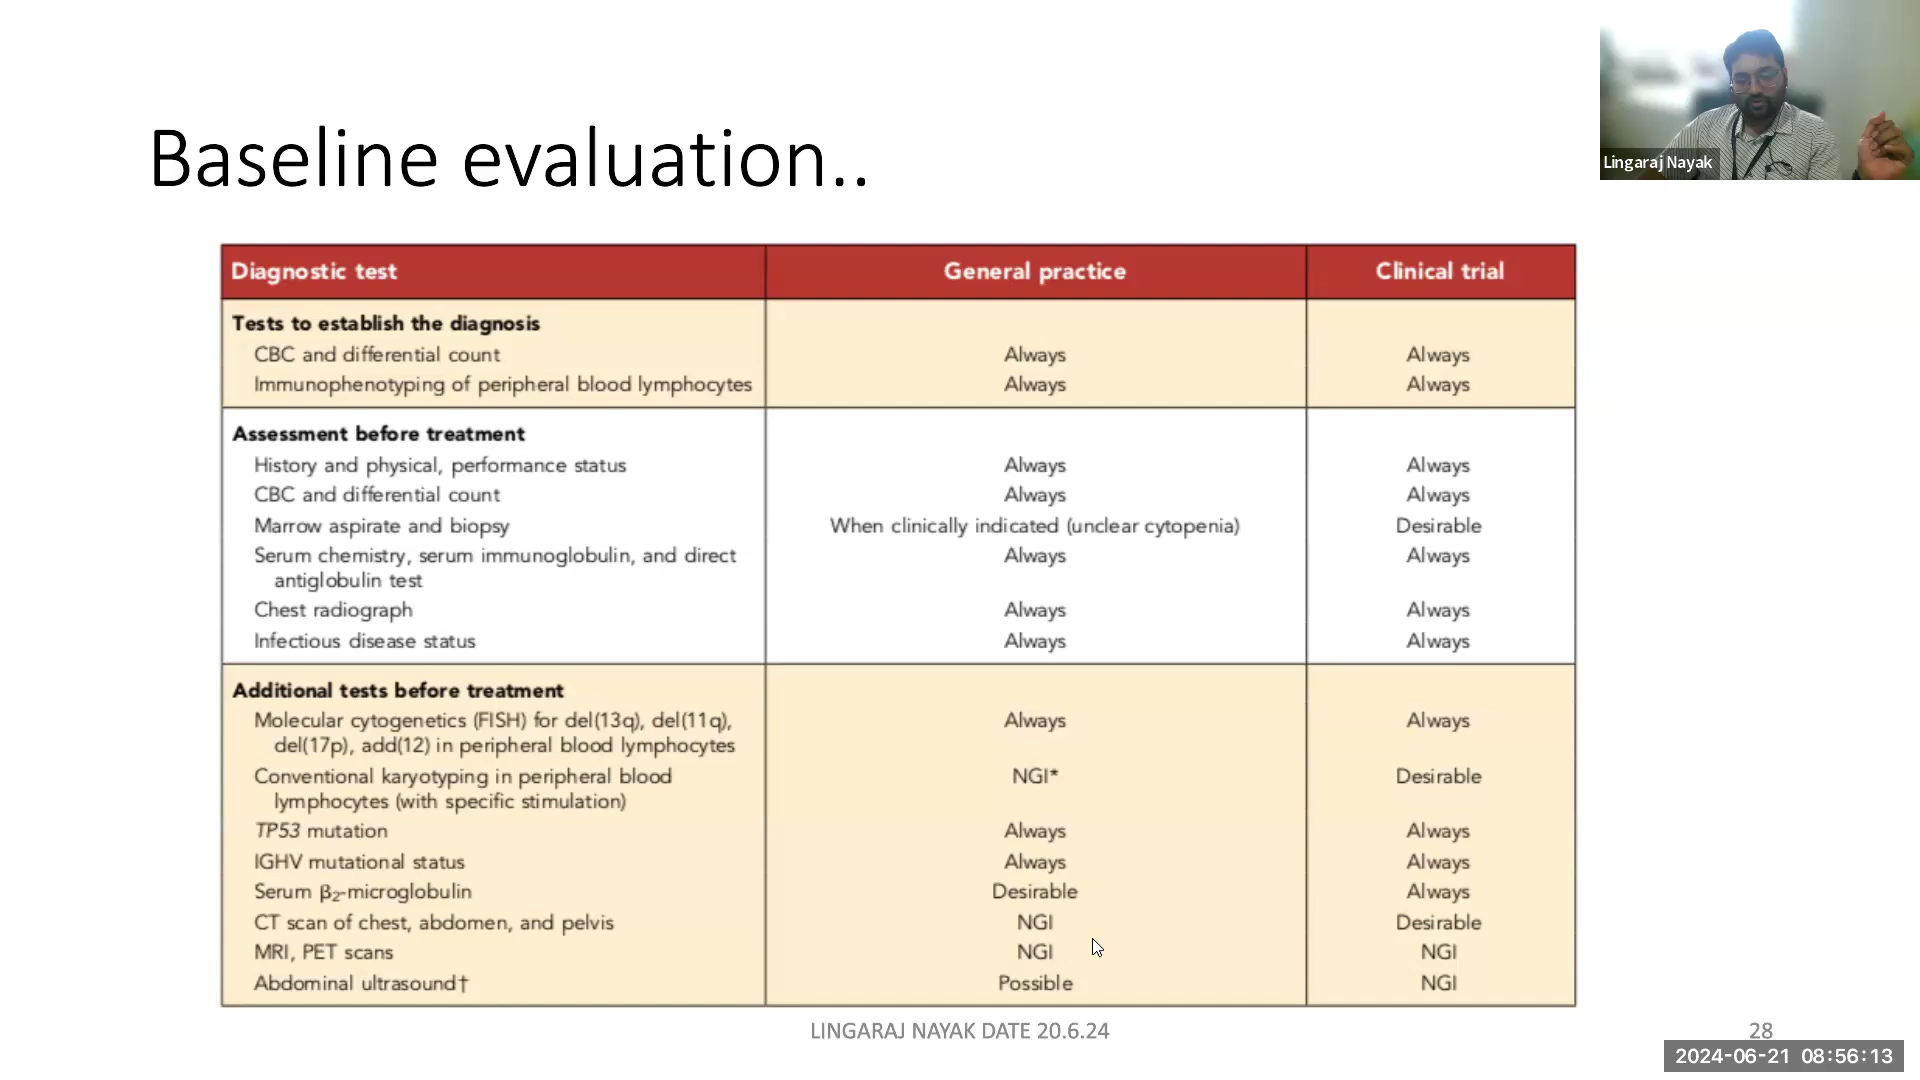 Baseline evaluation..
Lingaraj Nayak
Diagnostic test General practice Clinical trial
Tests to establish the diagnosis
CBC and differential count Always Always
Immunophenotyping of peripheral blood lymphocytes Always Always
Assessment before treatment
History and physical, performance status Always Always
CBC and differential count Always Always
Marrow aspirate and biopsy When clinically indicated (unclear cytopenia) Desirable
Serum chemistry, serum immunoglobulin, and direct Always Always
antiglobulin test
Chest radiograph Always Always
Infectious disease status Always Always
Additional tests before treatment
Molecular cytogenetics (FISH) for del(13q), del(11q), Always Always
del(17p), add(12) in peripheral blood lymphocytes
Conventional karyotyping in peripheral blood NGI* Desirable
lymphocytes (with specific stimulation)
TP53 mutation Always Always
IGHV mutational status Always Always
Serum β₂-microglobulin Desirable Always
CT scan of chest, abdomen, and pelvis NGI Desirable
MRI, PET scans NGI NGI
Abdominal ultrasound† Possible NGI
LINGARAJ NAYAK DATE 20.6.24 28
2024-06-21 08:56:13